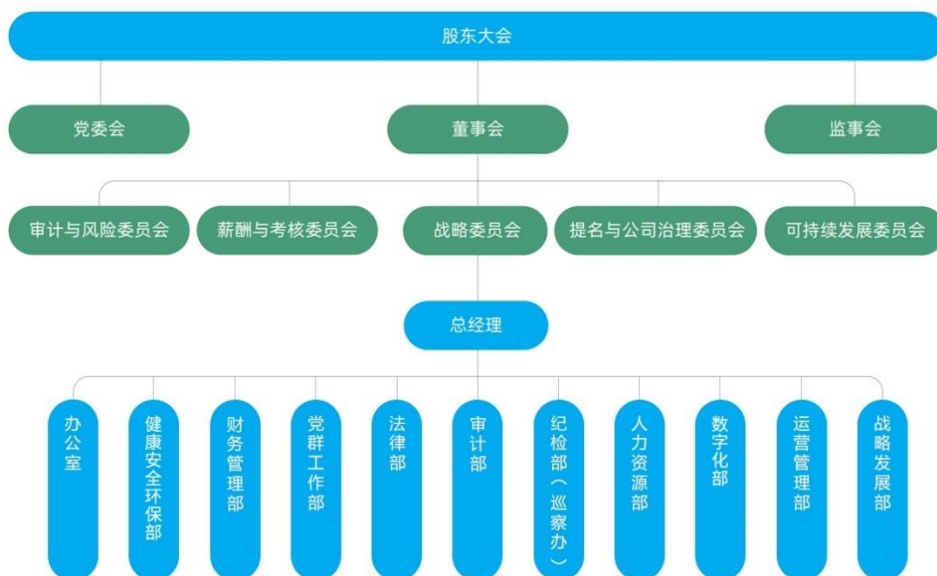 股东大会
党委会
董事会
监事会
审计与风险委员会
薪酬与考核委员会
战略委员会
提名与公司治理委员会
可持续发展委员会
总经理
办公室
健康安全环保部
财务管理部
党群工作部
法律部
审计部
纪检部（巡察办）
人力资源部
数字化部
运营管理部
战略发展部